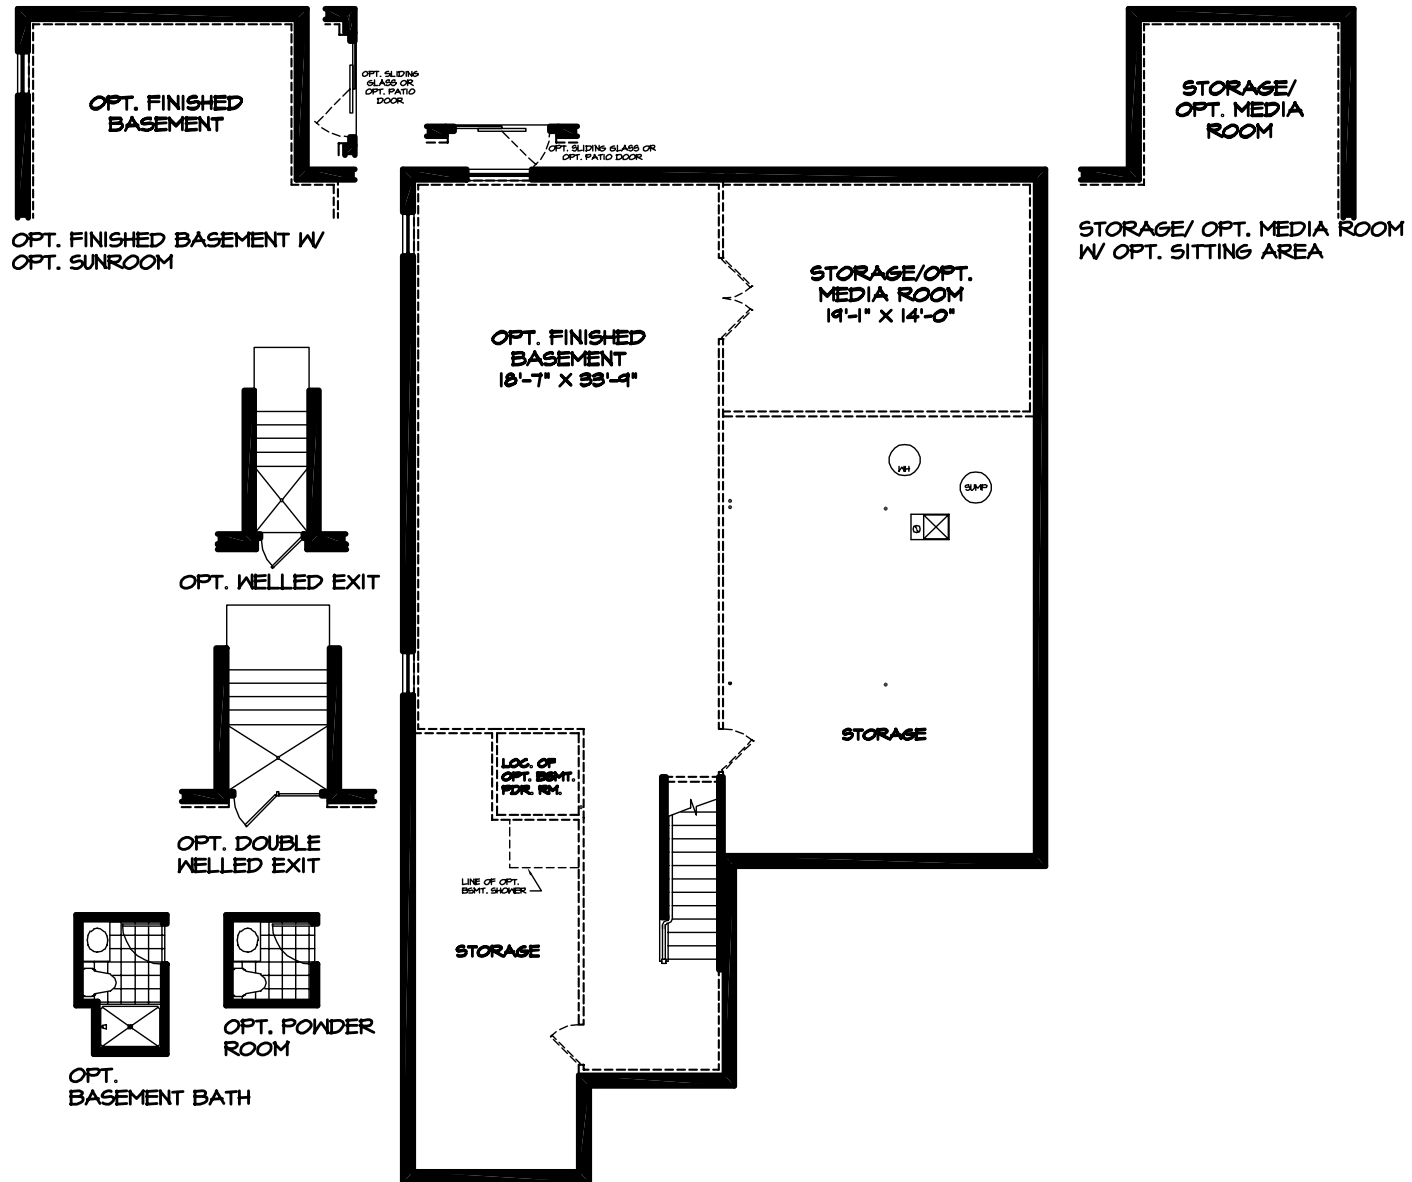 OPT. FINISHED
BASEMENT
OPT. SLIDING
GLASS OR
OPT. PATIO
DOOR
OPT. FINISHED BASEMENT W/
OPT. SUNROOM
OPT. SLIDING GLASS OR
OPT. PATIO DOOR
STORAGE/
OPT. MEDIA
ROOM
STORAGE/ OPT. MEDIA ROOM
W/ OPT. SITTING AREA
STORAGE/OPT.
MEDIA ROOM
19'-1" X 14'-0"
OPT. FINISHED
BASEMENT
18'-7" X 33'-9"
WH
SUMP
OPT. WELLED EXIT
OPT. DOUBLE
WELLED EXIT
STORAGE
LOC. OF
OPT. BSMT.
PDR. RM.
LINE OF OPT.
BSMT. SHOWER
STORAGE
OPT. POWDER
ROOM
OPT.
BASEMENT BATH